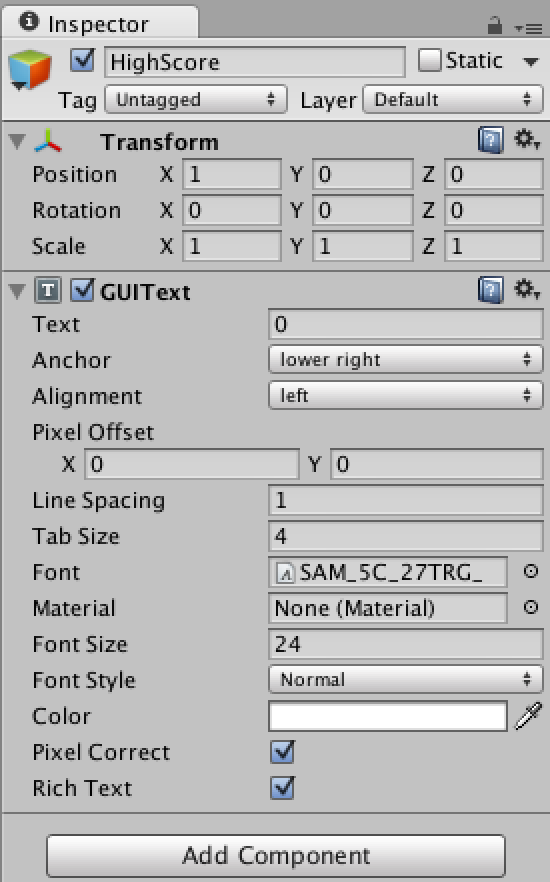 Inspector
HighScore Static
Tag Untagged Layer Default
Transform
Position X 1 Y 0 Z 0
Rotation X 0 Y 0 Z 0
Scale X 1 Y 1 Z 1
T GUIText
Text 0
Anchor lower right
Alignment left
Pixel Offset
X 0 Y 0
Line Spacing 1
Tab Size 4
Font SAM_5C_27TRG_
Material None (Material)
Font Size 24
Font Style Normal
Color
Pixel Correct
Rich Text
Add Component